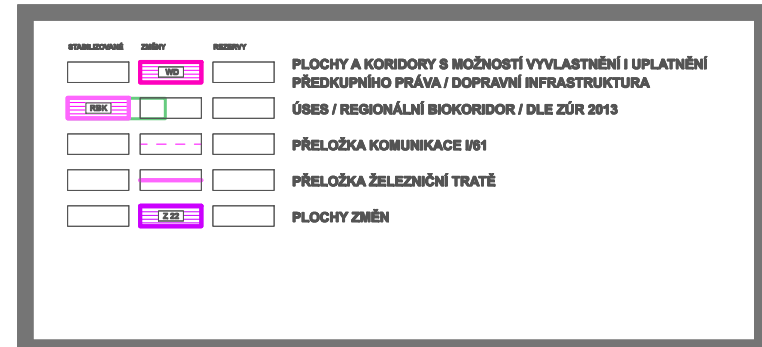 STABILIZOVANÉ ZMĚNY REZERVY
WD PLOCHY A KORIDORY S MOŽNOSTÍ VYVLASTNĚNÍ I UPLATNĚNÍ
PŘEDKUPNÍHO PRÁVA / DOPRAVNÍ INFRASTRUKTURA
RBK ÚSES / REGIONÁLNÍ BIOKORIDOR / DLE ZÚR 2013
PŘELOŽKA KOMUNIKACE I/61
PŘELOŽKA ŽELEZNIČNÍ TRATĚ
Z 22 PLOCHY ZMĚN